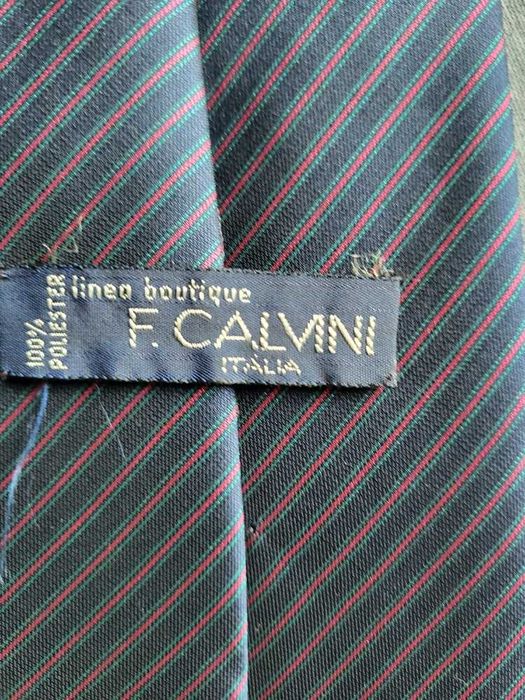 100%
POLIESTER
linea boutique
F. CALVINI
ITALIA